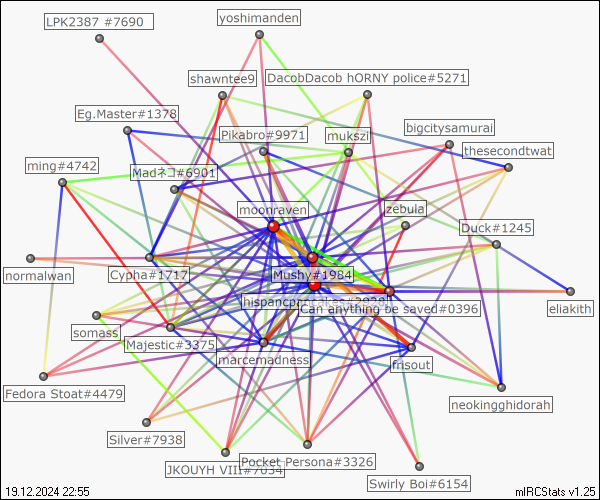 LPK2387 #7690
yoshimanden
shawntee9
DacobDacob hORNY police#5271
Eg.Master#1378
Pikabro#9971
mukszi
bigcitysamurai
thesecondtwat
ming#4742
Madネコ#6901
moonraven
zebula
Duck#1245
normalwan
Cypha#1717
Mushy#1984
hispancpancakes#3928
Can anything be saved#0396
eliakith
somass
Majestic#3375
marcemadness
frisout
Fedora Stoat#4479
neokingghidorah
Silver#7938
JKOUYH VIII#7034
Pocket Persona#3326
Swirly Boi#6154
19.12.2024 22:55
mIRCStats v1.25